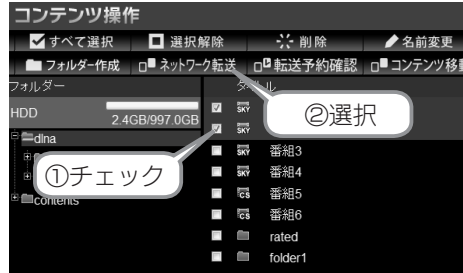 コンテンツ操作
すべて選択 選択解除 削除 名前変更
フォルダー作成 ネットワーク転送 転送予約確認 コンテンツ移動
フォルダー タイトル
HDD
2.4GB/997.0GB
SKY
②選択
SKY
dlna
①チェック
SKY 番組3
SKY 番組4
contents
CS 番組5
CS 番組6
rated
folder1